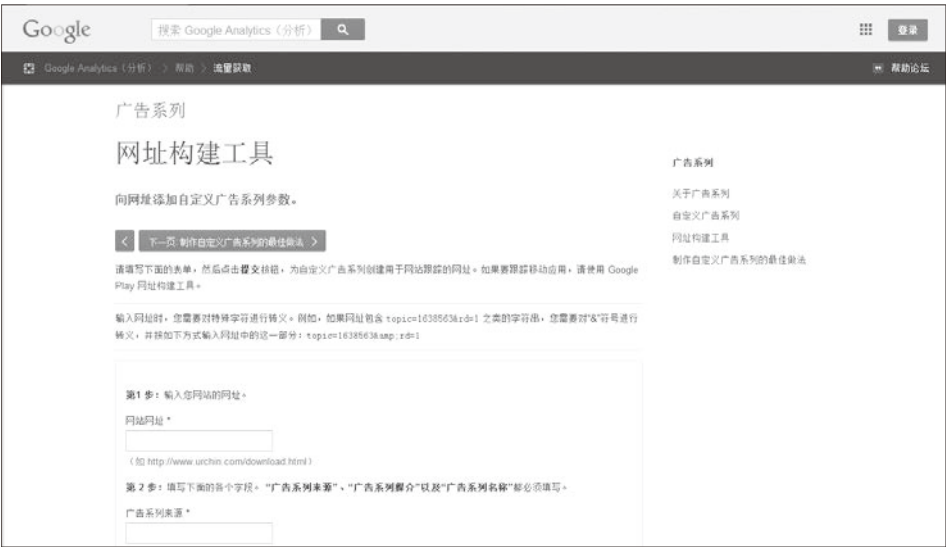 Google
搜索 Google Analytics（分析）
登录
Google Analytics（分析） > 帮助 > 流量获取
帮助论坛
广告系列
网址构建工具
向网址添加自定义广告系列参数。
< 下一页: 制作自定义广告系列的最佳做法 >
请填写下面的表单，然后点击提交按钮，为自定义广告系列创建用于网站跟踪的网址。如果要跟踪移动应用，请使用 Google
Play 网址构建工具。
输入网址时，您需要对特殊字符进行转义。例如，如果网址包含 topic=1638563&rd=1 之类的字符串，您需要对“&”符号进行
转义，并按如下方式输入网址中的这一部分：topic=1638563&amp;rd=1
第1 步：输入您网站的网址。
网站网址 *
（如 http://www.urchin.com/download.html）
第 2 步：填写下面的各个字段。“广告系列来源”、“广告系列媒介”以及“广告系列名称”都必须填写。
广告系列来源 *
广告系列
关于广告系列
自定义广告系列
网址构建工具
制作自定义广告系列的最佳做法